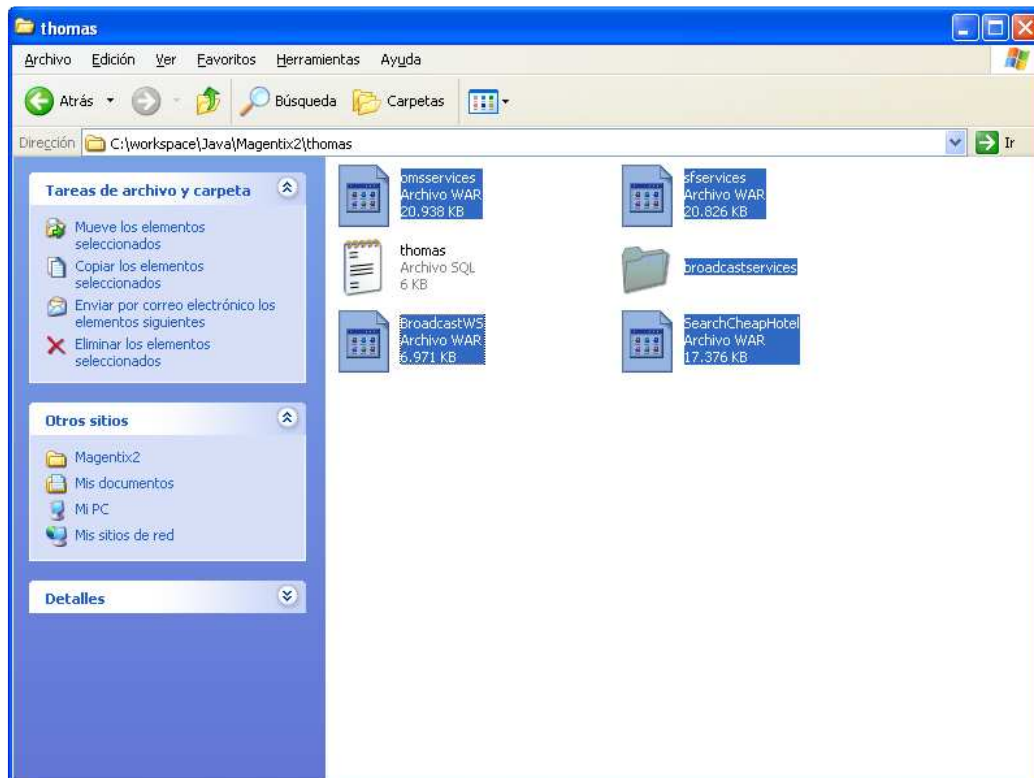 thomas
Archivo Edición Ver Favoritos Herramientas Ayuda
Atrás Búsqueda Carpetas
Dirección C:\workspace\Java\Magentix2\thomas Ir
Tareas de archivo y carpeta
Mueve los elementos
seleccionados
Copiar los elementos
seleccionados
Enviar por correo electrónico los
elementos siguientes
Eliminar los elementos
seleccionados
Otros sitios
Magentix2
Mis documentos
Mi PC
Mis sitios de red
Detalles
omsservices
Archivo WAR
20.938 KB
sfservices
Archivo WAR
20.826 KB
thomas
Archivo SQL
6 KB
broadcastservices
BroadcastWS
Archivo WAR
6.971 KB
SearchCheapHotel
Archivo WAR
17.376 KB